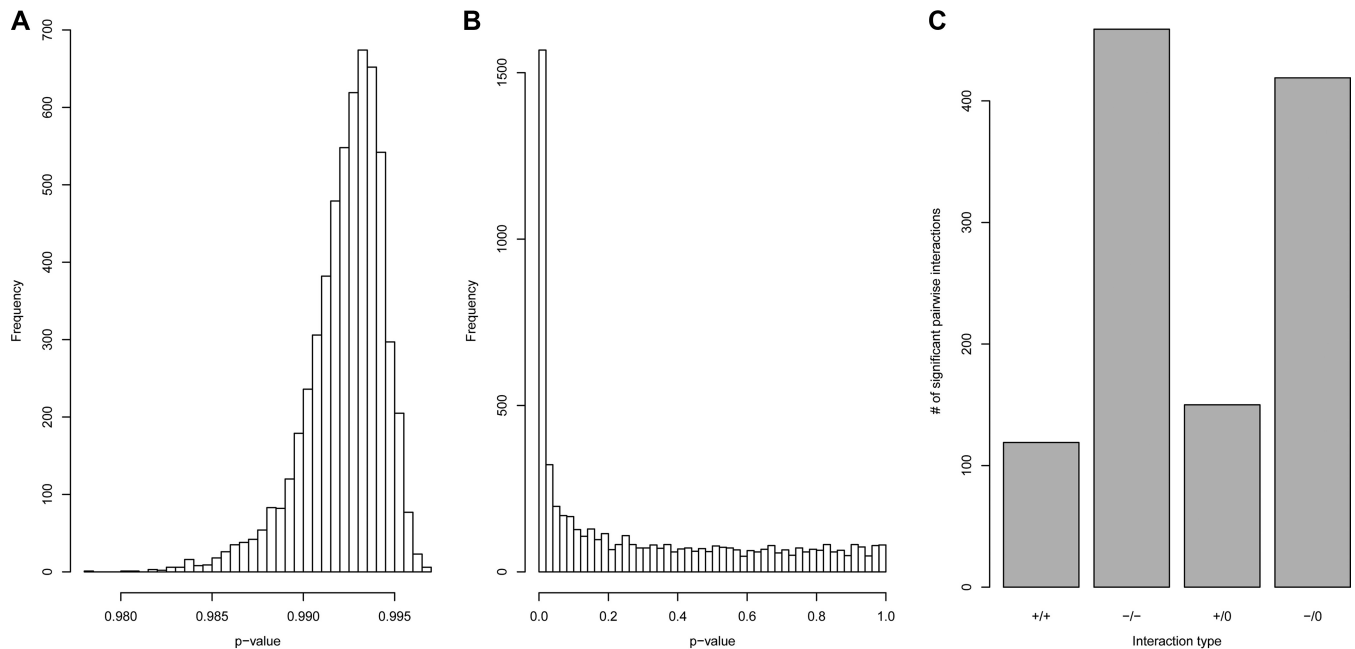 A
Frequency
700
600
500
400
300
200
100
0
0.980 0.985 0.990 0.995
p-value
B
Frequency
1500
1000
500
0
0.0 0.2 0.4 0.6 0.8 1.0
p-value
C
# of significant pairwise interactions
400
300
200
100
0
+/+ −/− +/0 −/0
Interaction type